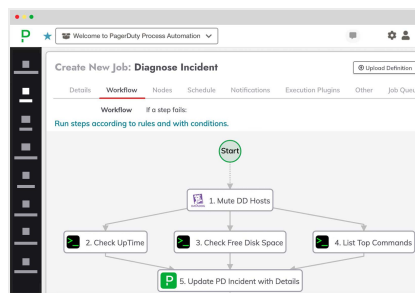 Welcome to PagerDuty Process Automation
Create New Job: Diagnose Incident
Upload Definition
Details Workflow Nodes Schedule Notifications Execution Plugins Other Job Queu
Workflow If a step fails:
Run steps according to rules and with conditions.
Start
1. Mute DD Hosts
2. Check UpTime
3. Check Free Disk Space
4. List Top Commands
5. Update PD Incident with Details